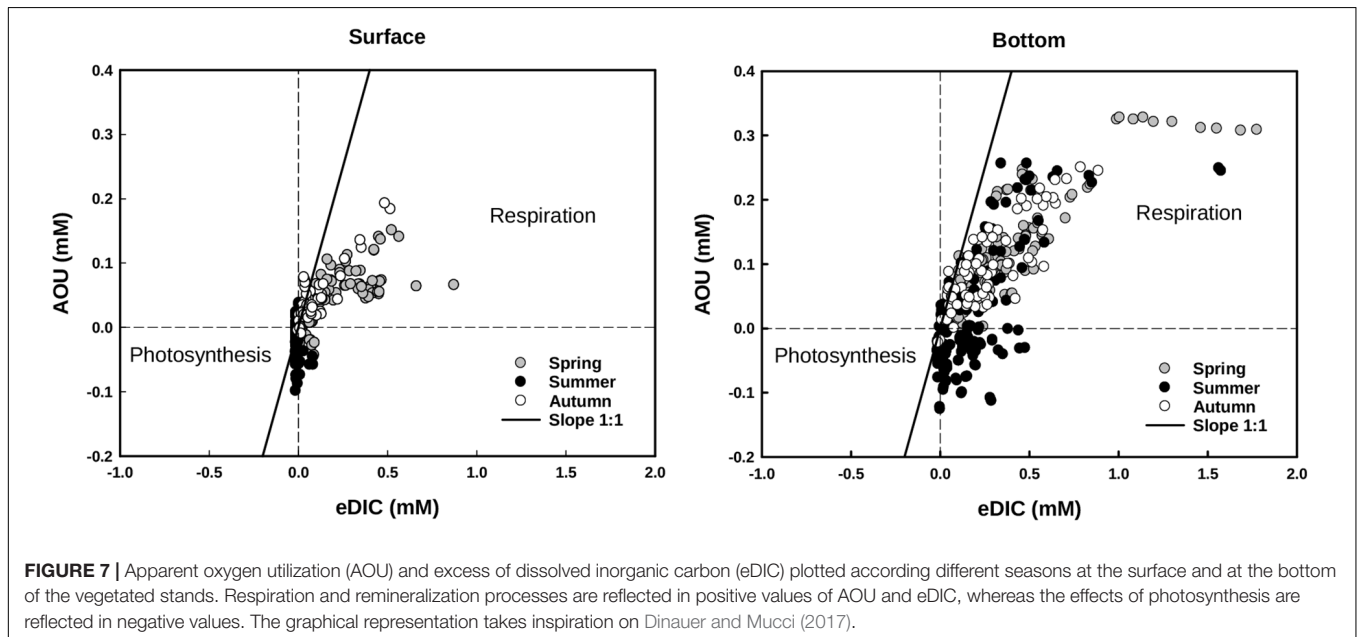 Surface
0.4
0.3
0.2
0.1
0.0
-0.1
-0.2
AOU (mM)
Respiration
Photosynthesis
Spring
Summer
Autumn
Slope 1:1
-1.0 -0.5 0.0 0.5 1.0 1.5 2.0
eDIC (mM)
Bottom
0.4
0.3
0.2
0.1
0.0
-0.1
-0.2
AOU (mM)
Respiration
Photosynthesis
Spring
Summer
Autumn
Slope 1:1
-1.0 -0.5 0.0 0.5 1.0 1.5 2.0
eDIC (mM)
FIGURE 7 | Apparent oxygen utilization (AOU) and excess of dissolved inorganic carbon (eDIC) plotted according different seasons at the surface and at the bottom
of the vegetated stands. Respiration and remineralization processes are reflected in positive values of AOU and eDIC, whereas the effects of photosynthesis are
reflected in negative values. The graphical representation takes inspiration on Dinauer and Mucci (2017).